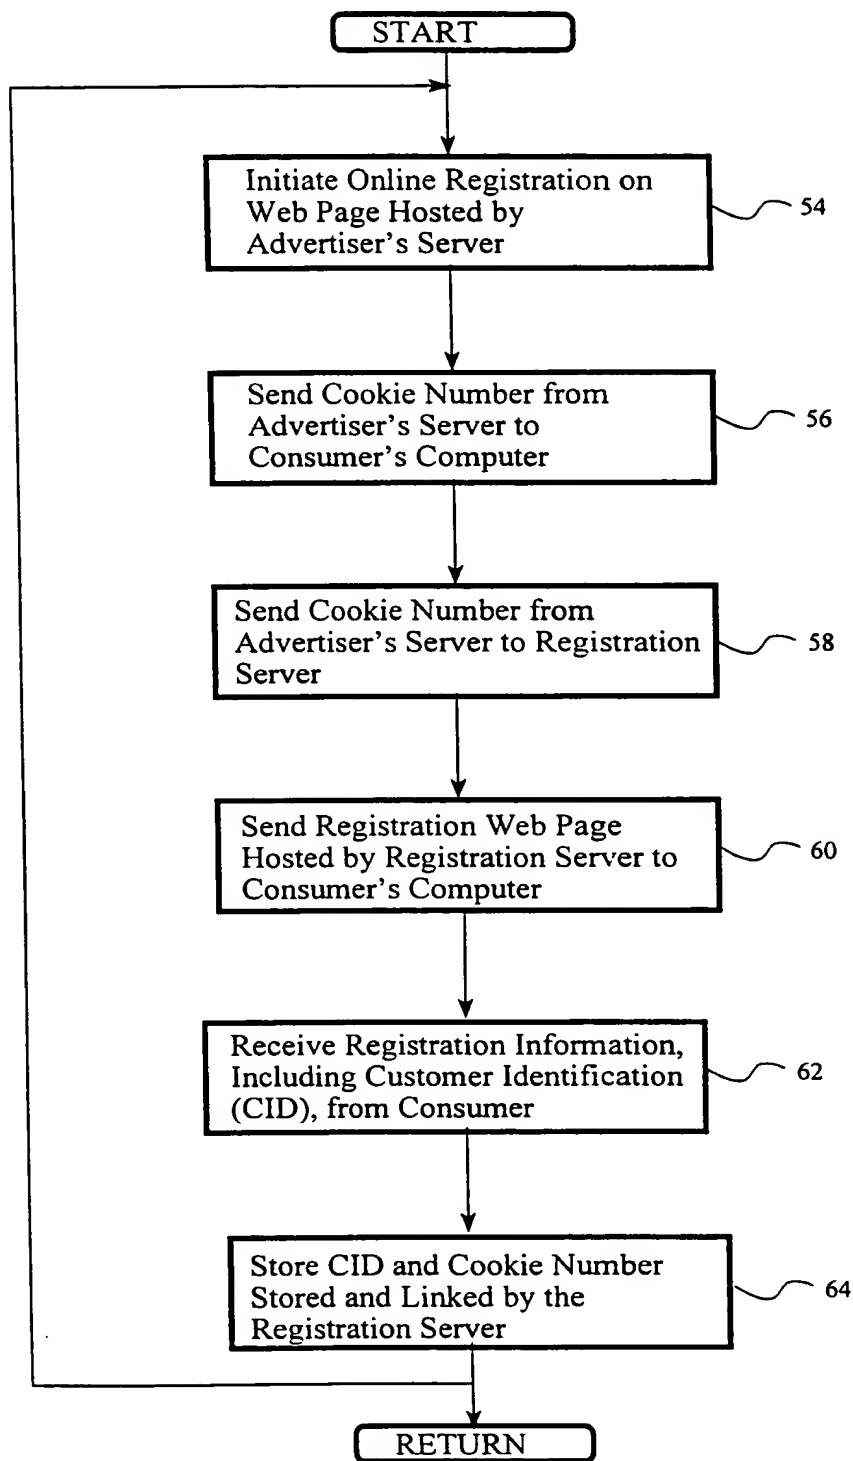 START
Initiate Online Registration on
Web Page Hosted by
Advertiser's Server
54
Send Cookie Number from
Advertiser's Server to
Consumer's Computer
56
Send Cookie Number from
Advertiser's Server to Registration
Server
58
Send Registration Web Page
Hosted by Registration Server to
Consumer's Computer
60
Receive Registration Information,
Including Customer Identification
(CID), from Consumer
62
Store CID and Cookie Number
Stored and Linked by the
Registration Server
64
RETURN